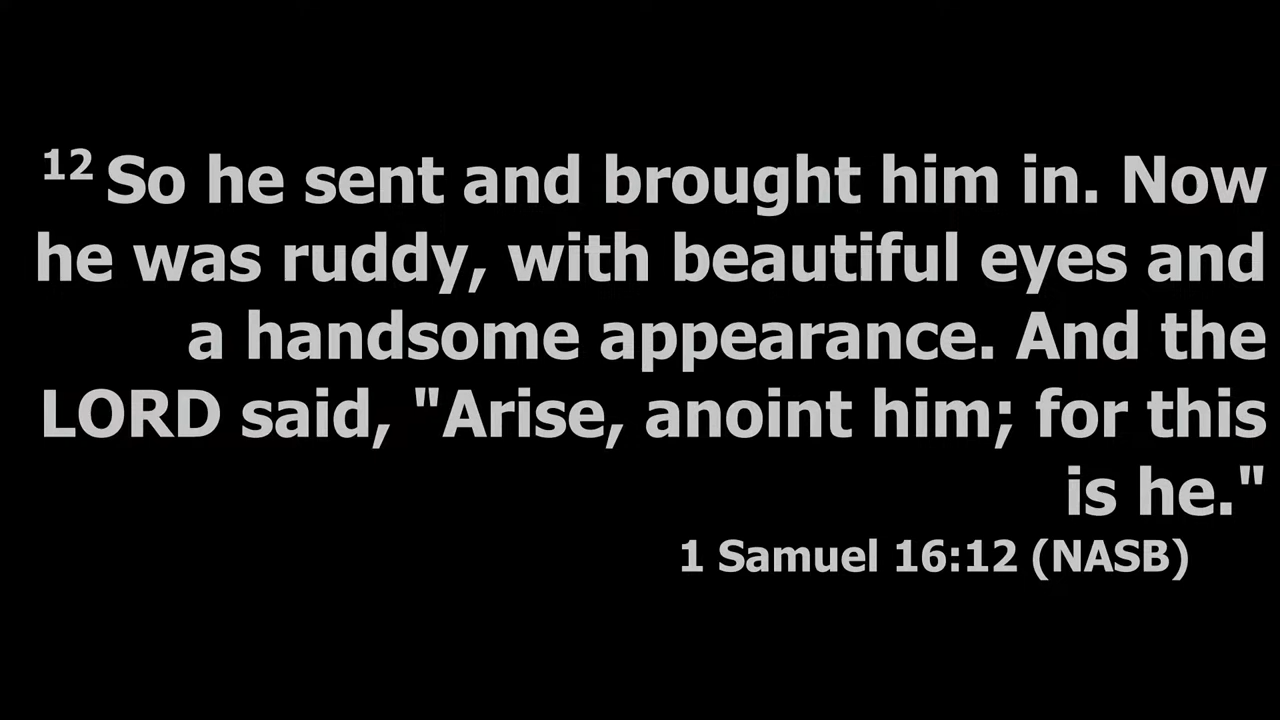 12 So he sent and brought him in. Now
he was ruddy, with beautiful eyes and
a handsome appearance. And the
LORD said, "Arise, anoint him; for this
is he."
1 Samuel 16:12 (NASB)